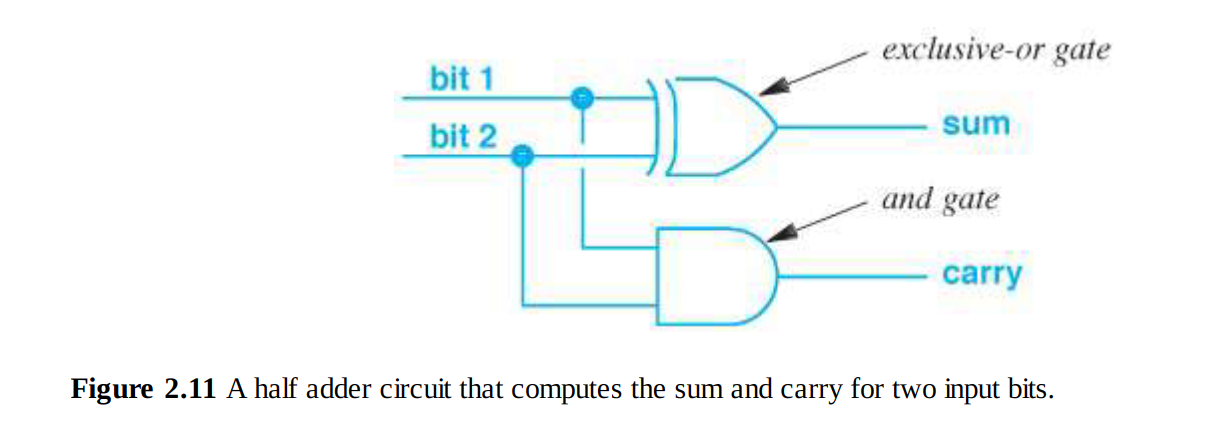 exclusive-or gate
bit 1
sum
bit 2
and gate
carry
Figure 2.11 A half adder circuit that computes the sum and carry for two input bits.